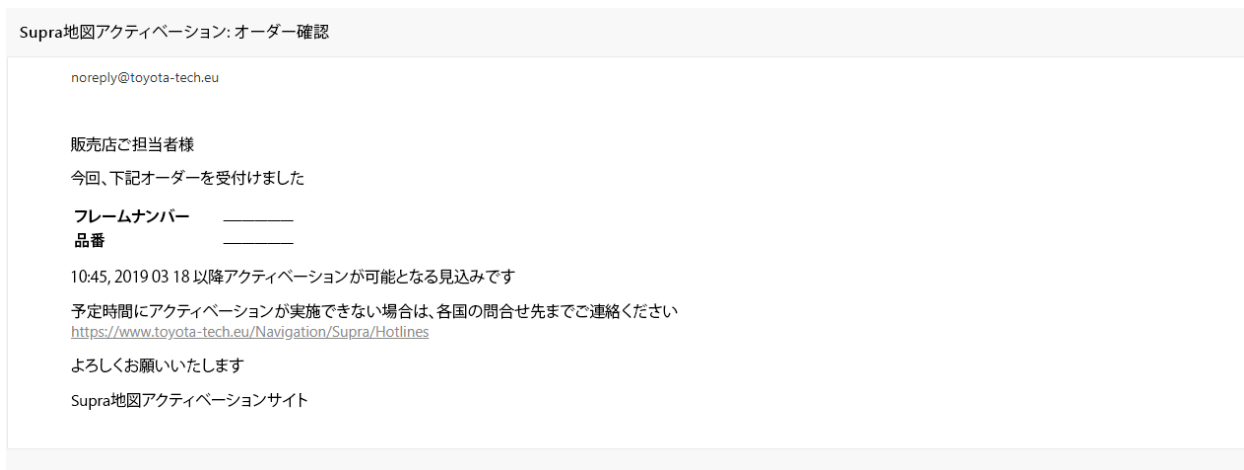 Supra地図アクティベーション: オーダー確認
noreply@toyota-tech.eu
販売店ご担当者様
今回、下記オーダーを受付けました
フレームナンバー ___________
品番 ___________
10:45, 2019 03 18 以降アクティベーションが可能となる見込みです
予定時間にアクティベーションが実施できない場合は、各国の問合せ先までご連絡ください
https://www.toyota-tech.eu/Navigation/Supra/Hotlines
よろしくお願いいたします
Supra地図アクティベーションサイト